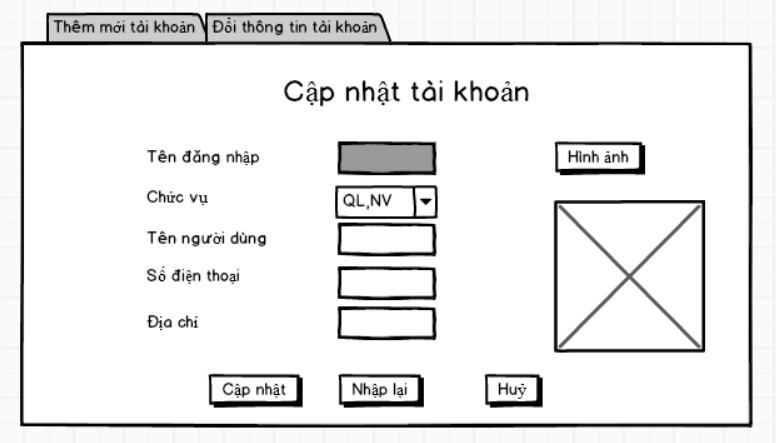 Thêm mới tài khoản Đổi thông tin tài khoản
Cập nhật tài khoản
Tên đăng nhập
Hình ảnh
Chức vụ
QL,NV
Tên người dùng
Số điện thoại
Địa chỉ
Cập nhật
Nhập lại
Huỷ